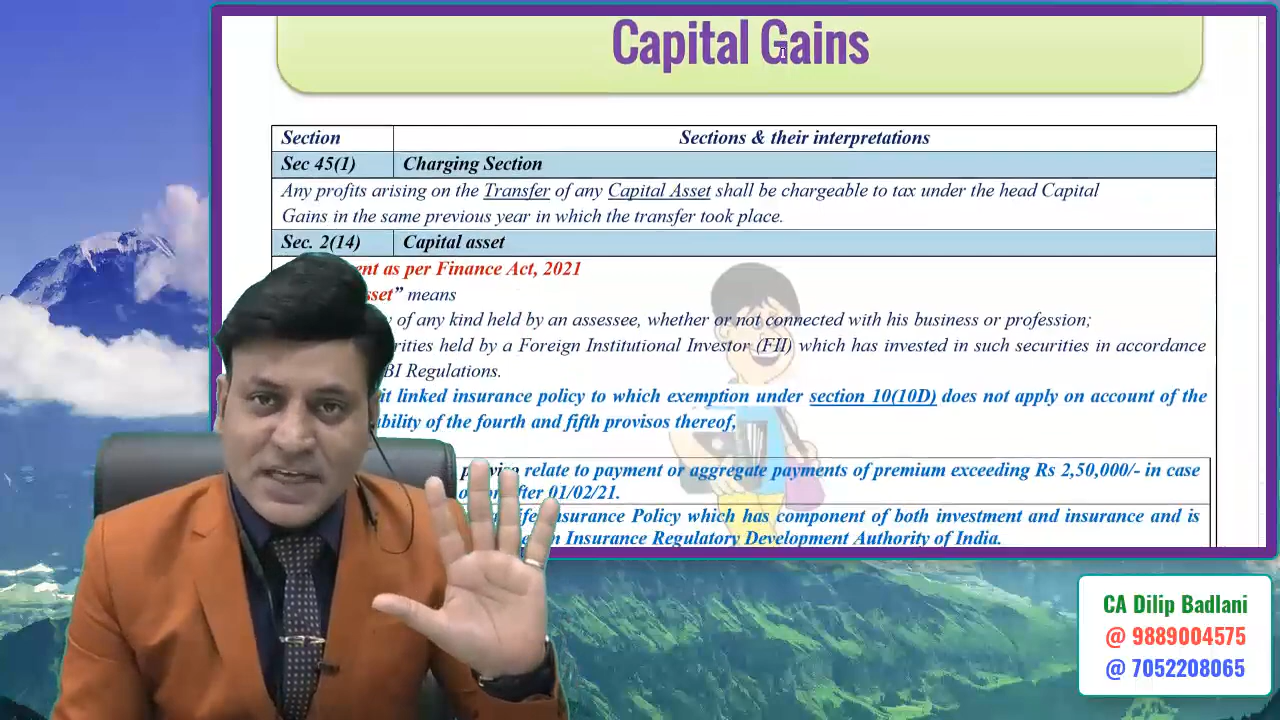 Capital Gains
Section Sections & their interpretations
Sec 45(1) Charging Section
Any profits arising on the Transfer of any Capital Asset shall be chargeable to tax under the head Capital
Gains in the same previous year in which the transfer took place.
Sec. 2(14) Capital asset
as per Finance Act, 2021
” means
of any kind held by an assessee, whether or not connected with his business or profession;
held by a Foreign Institutional Investor (FII) which has invested in such securities in accordance
Regulations.
linked insurance policy to which exemption under section 10(10D) does not apply on account of the
of the fourth and fifth provisos thereof,
relate to payment or aggregate payments of premium exceeding Rs 2,50,000/- in case
01/02/21.
Insurance Policy which has component of both investment and insurance and is
Insurance Regulatory Development Authority of India.
CA Dilip Badlani
@ 9889004575
@ 7052208065